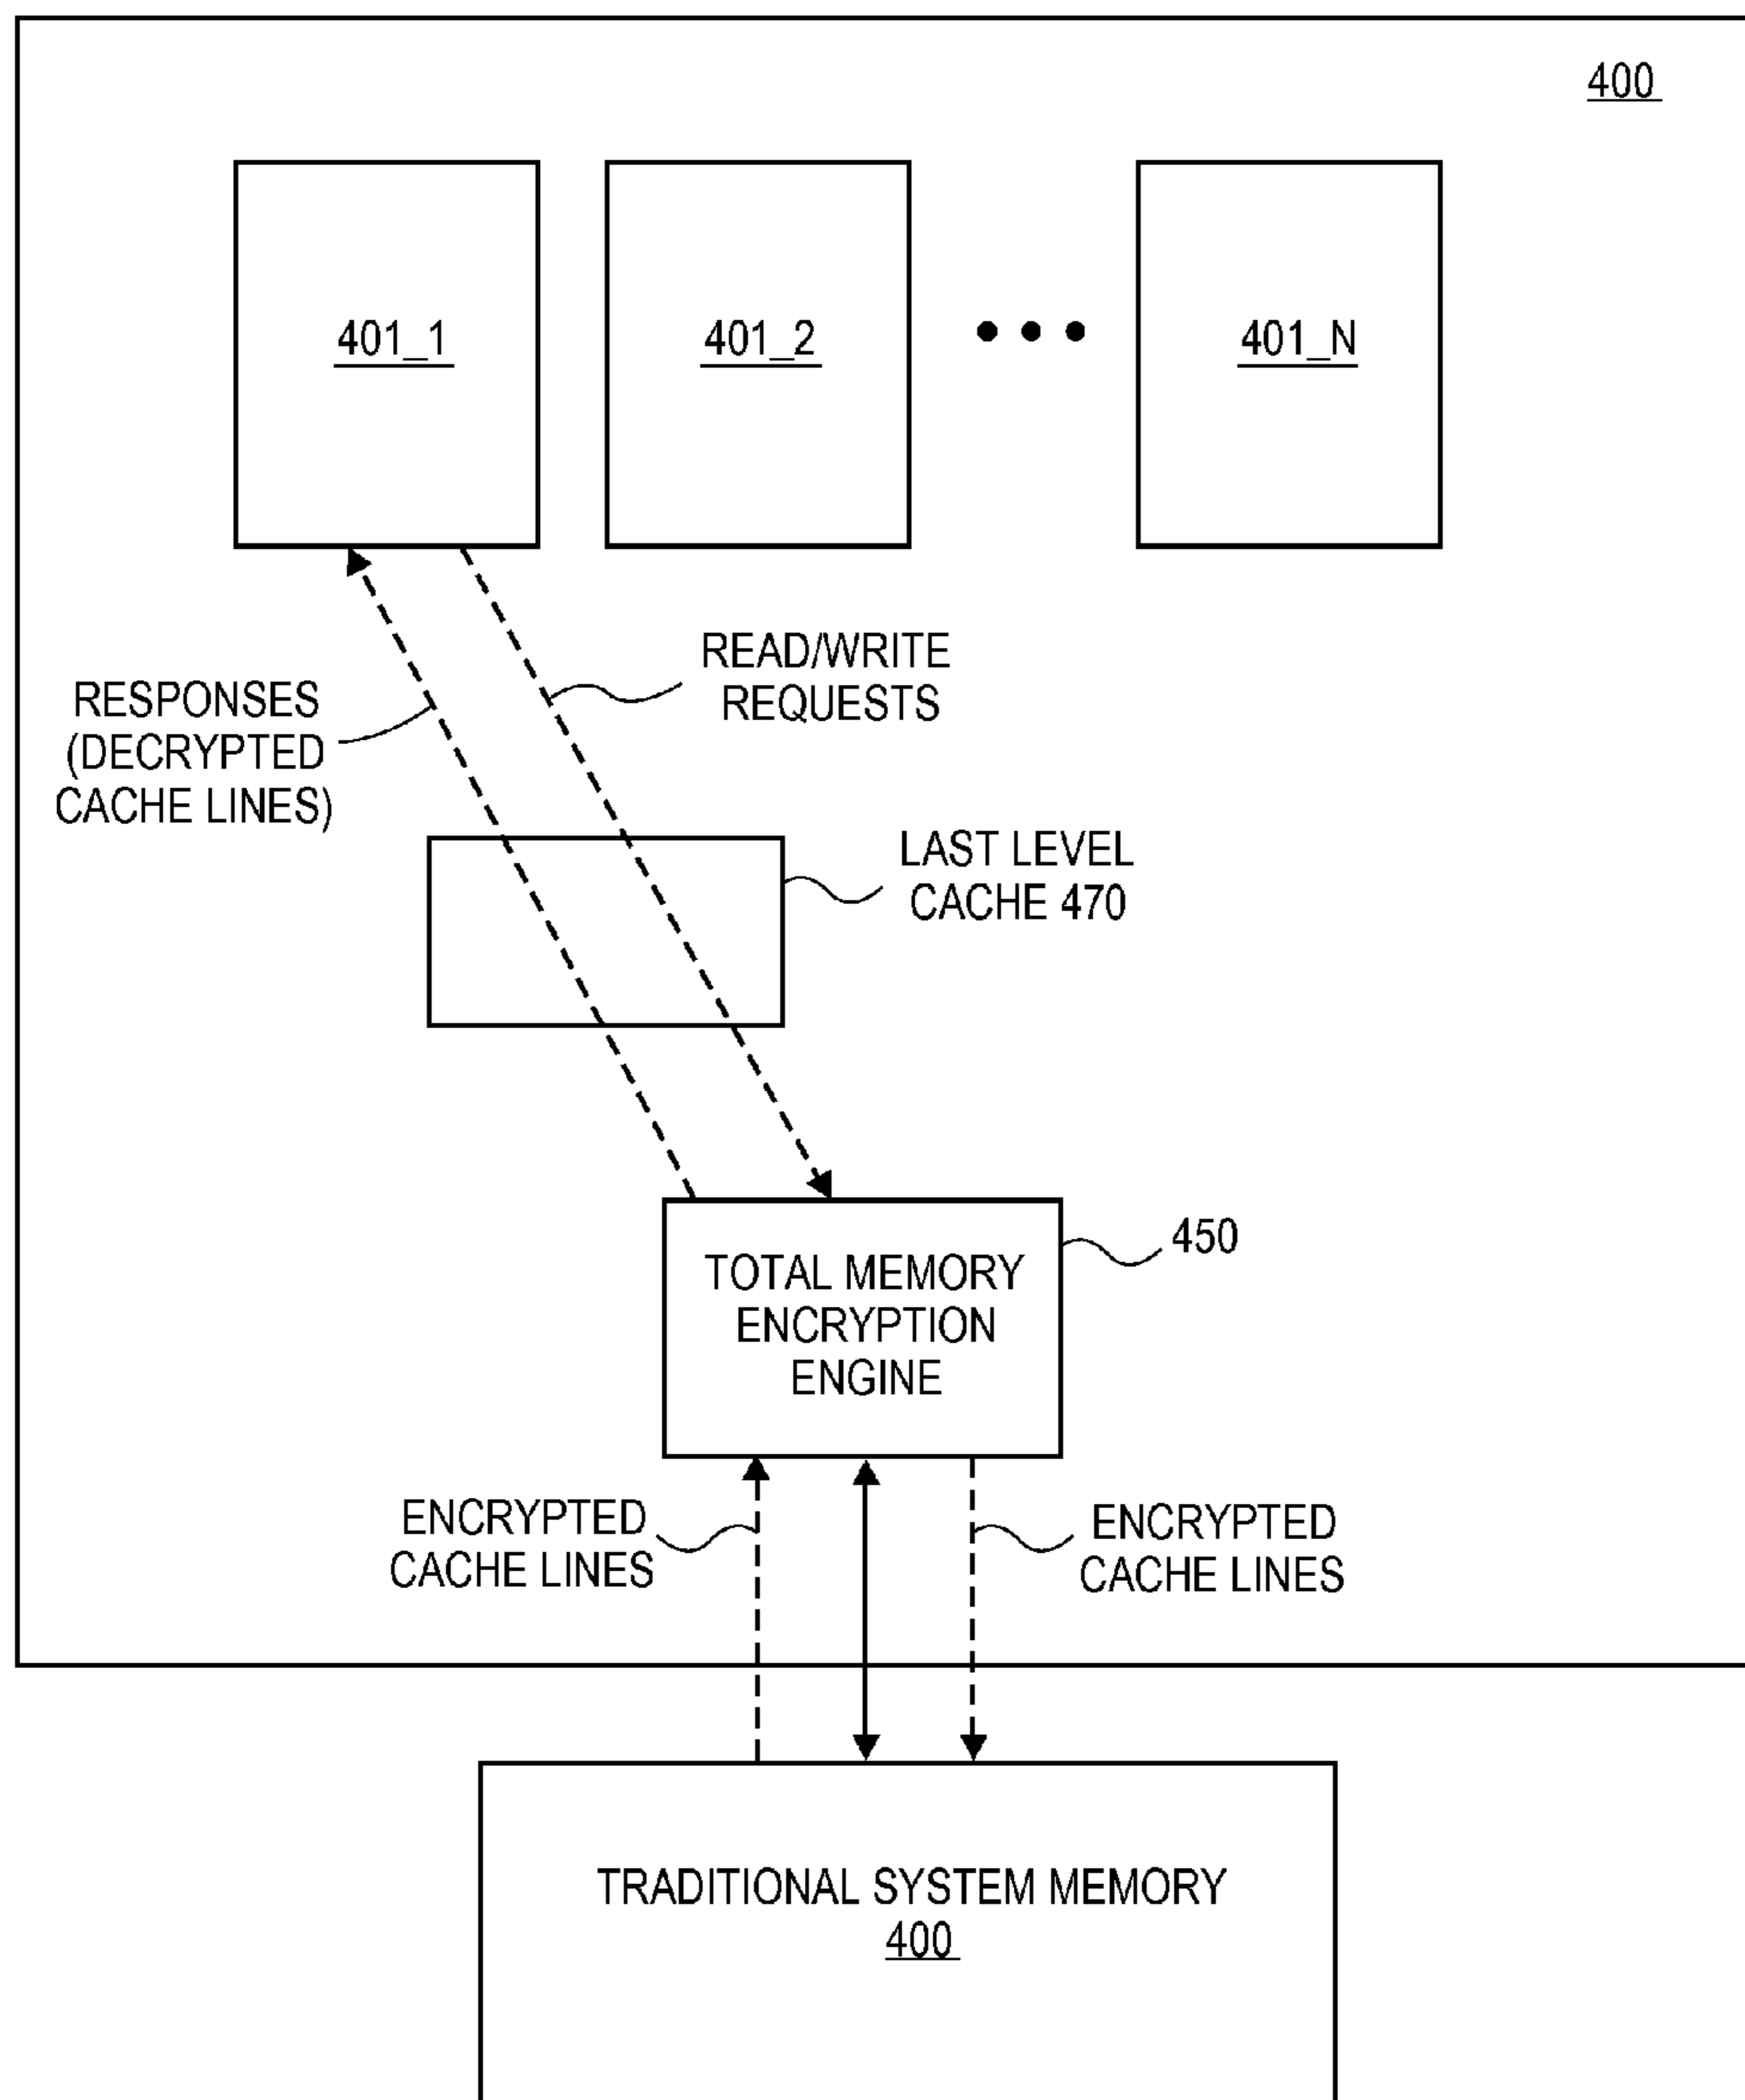 400
401_1
401_2
401_N
READ/WRITE
REQUESTS
RESPONSES
(DECRYPTED
CACHE LINES)
LAST LEVEL
CACHE 470
450
TOTAL MEMORY
ENCRYPTION
ENGINE
ENCRYPTED
CACHE LINES
ENCRYPTED
CACHE LINES
TRADITIONAL SYSTEM MEMORY
400